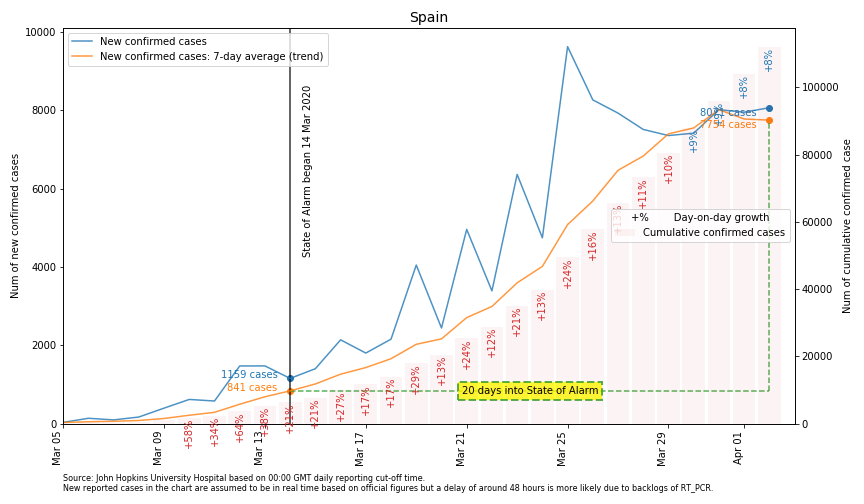 Spain
New confirmed cases
New confirmed cases: 7-day average (trend)
State of Alarm began 14 Mar 2020
Num of new confirmed cases
10000
8000
6000
4000
2000
0
Num of cumulative confirmed case
100000
80000
60000
40000
20000
0
+% Day-on-day growth
Cumulative confirmed cases
1159 cases
841 cases
7754 cases
20 days into State of Alarm
+58%
+34%
+64%
+38%
+21%
+21%
+27%
+17%
+17%
+29%
+13%
+24%
+12%
+21%
+13%
+24%
+16%
+13%
+11%
+10%
+9%
+8%
+8%
Mar 05
Mar 09
Mar 13
Mar 17
Mar 21
Mar 25
Mar 29
Apr 01
Source: John Hopkins University Hospital based on 00:00 GMT daily reporting cut-off time.
New reported cases in the chart are assumed to be in real time based on official figures but a delay of around 48 hours is more likely due to backlogs of RT_PCR.